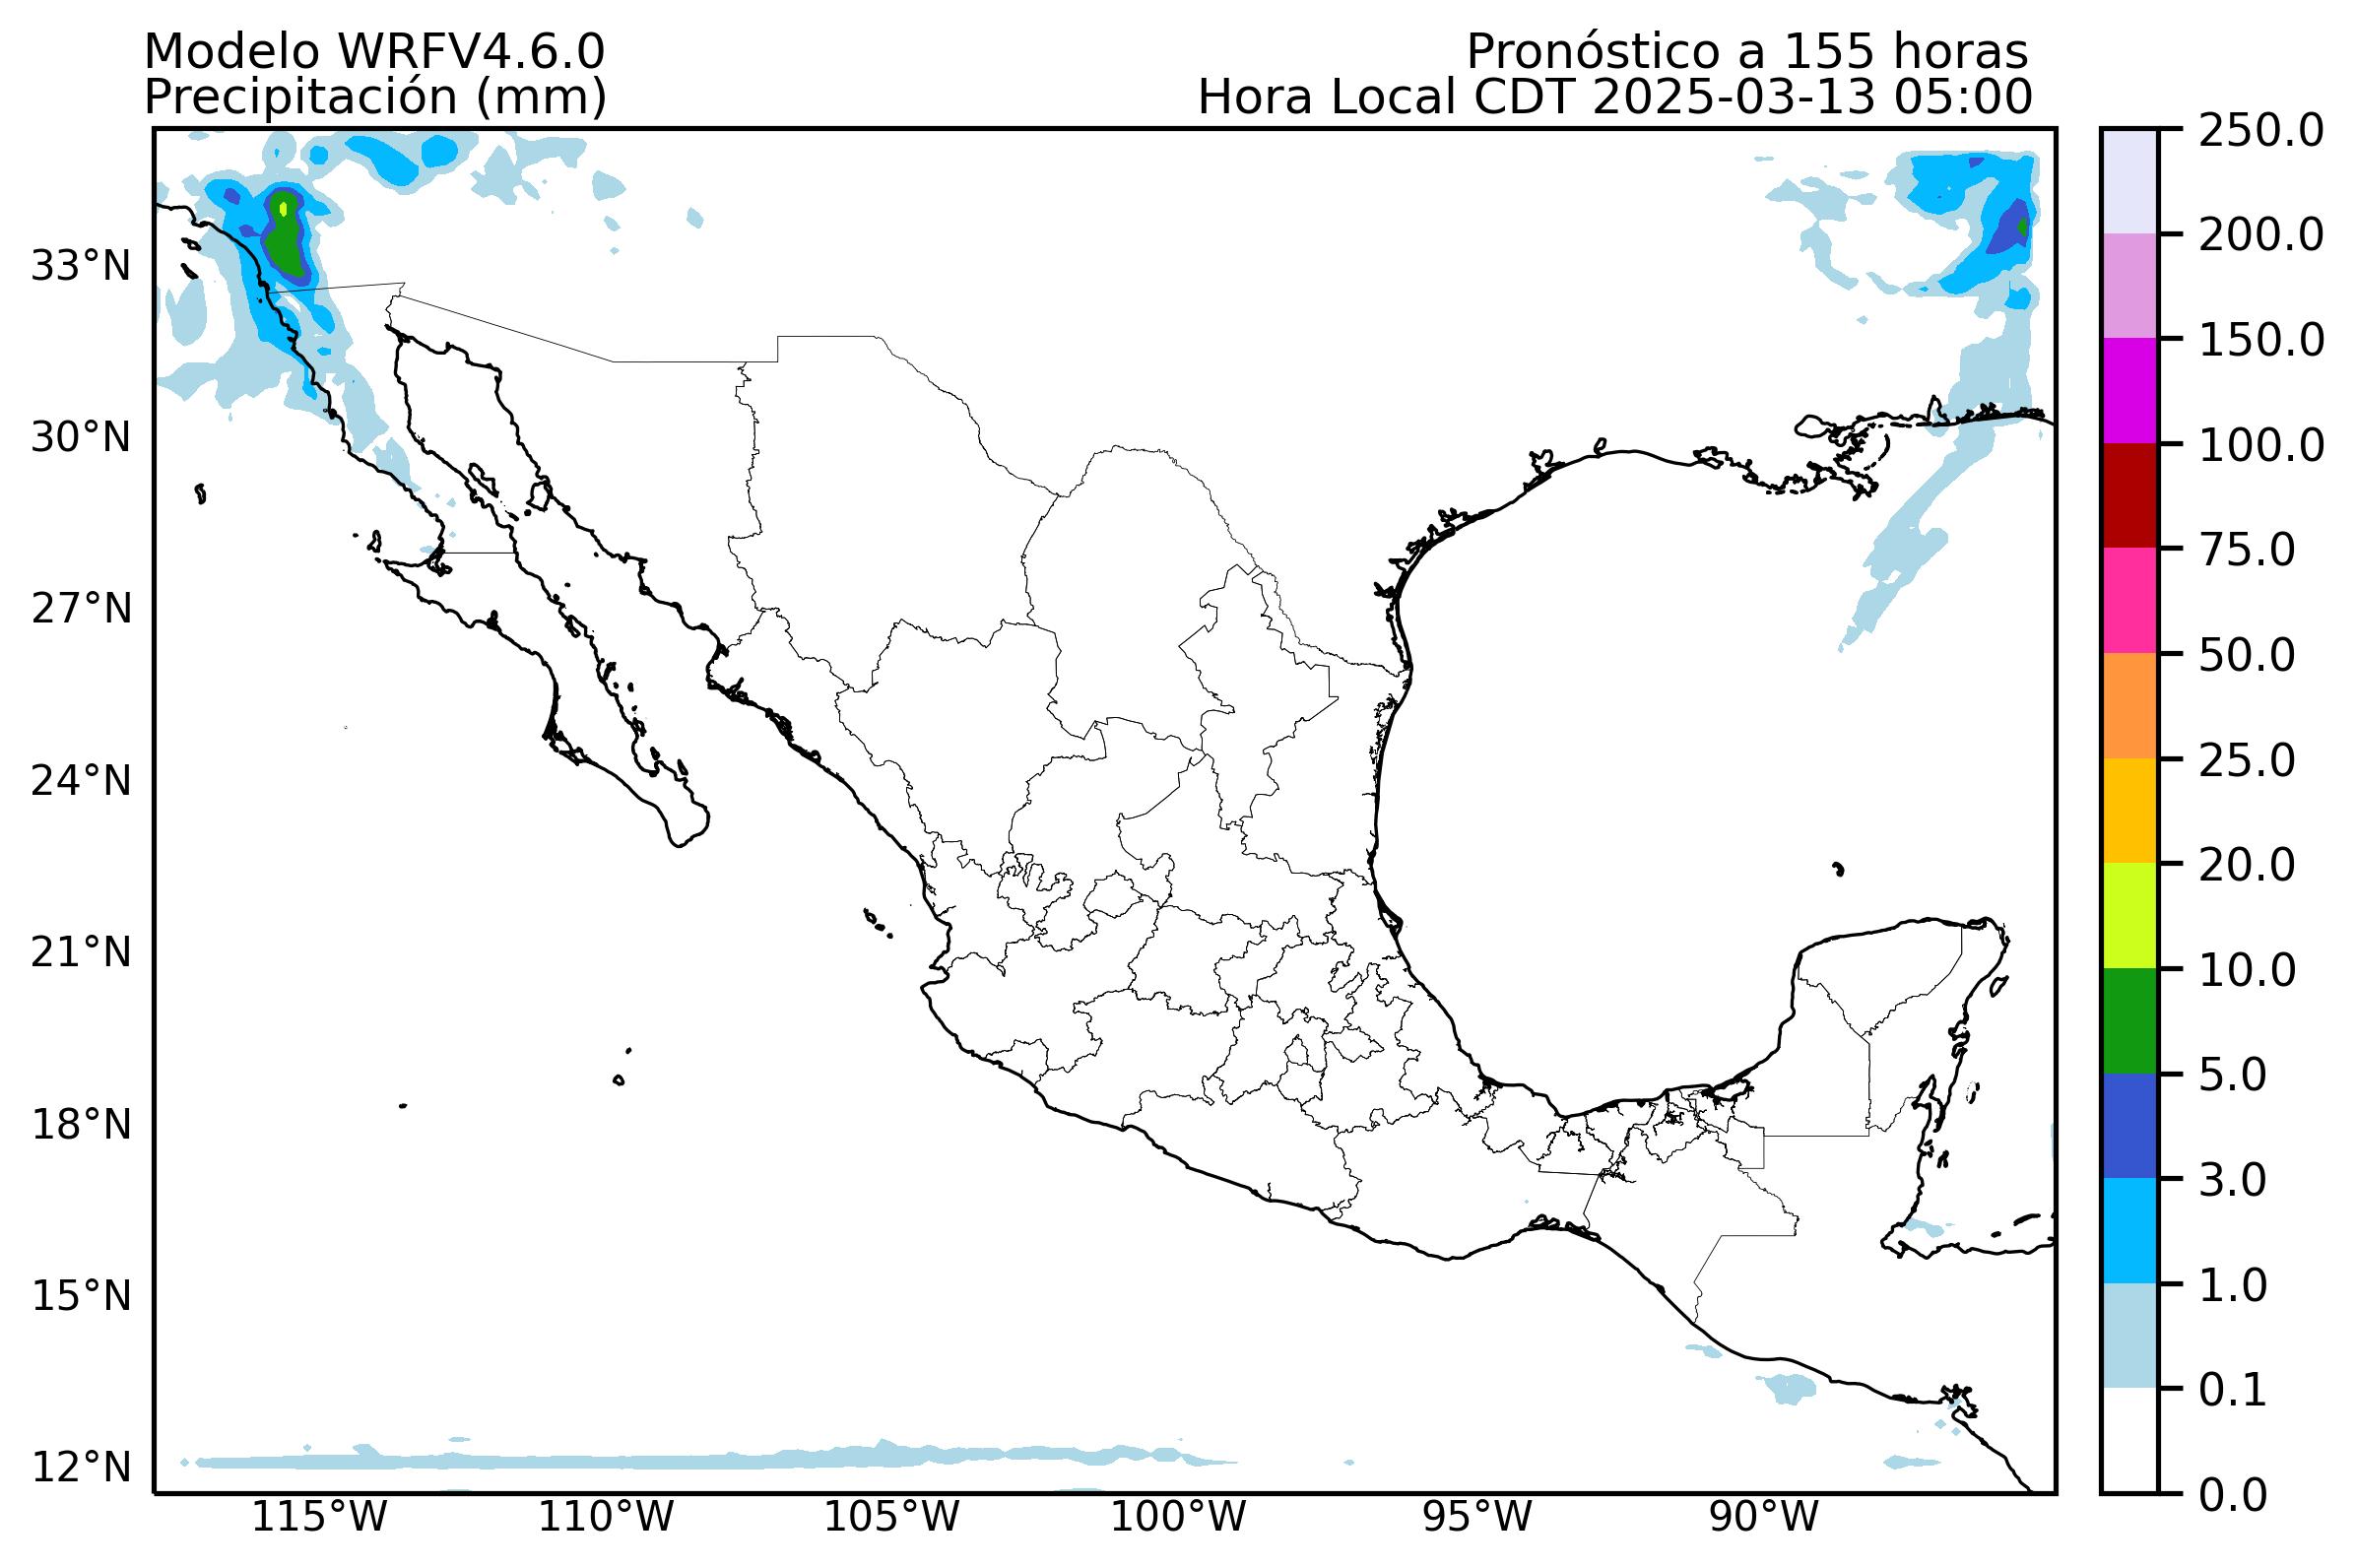 Modelo WRFV4.6.0
Pronóstico a 155 horas
Precipitación (mm)
Hora Local CDT 2025-03-13 05:00
33°N
30°N
27°N
24°N
21°N
18°N
15°N
12°N
115°W
110°W
105°W
100°W
95°W
90°W
250.0
200.0
150.0
100.0
75.0
50.0
25.0
20.0
10.0
5.0
3.0
1.0
0.1
0.0